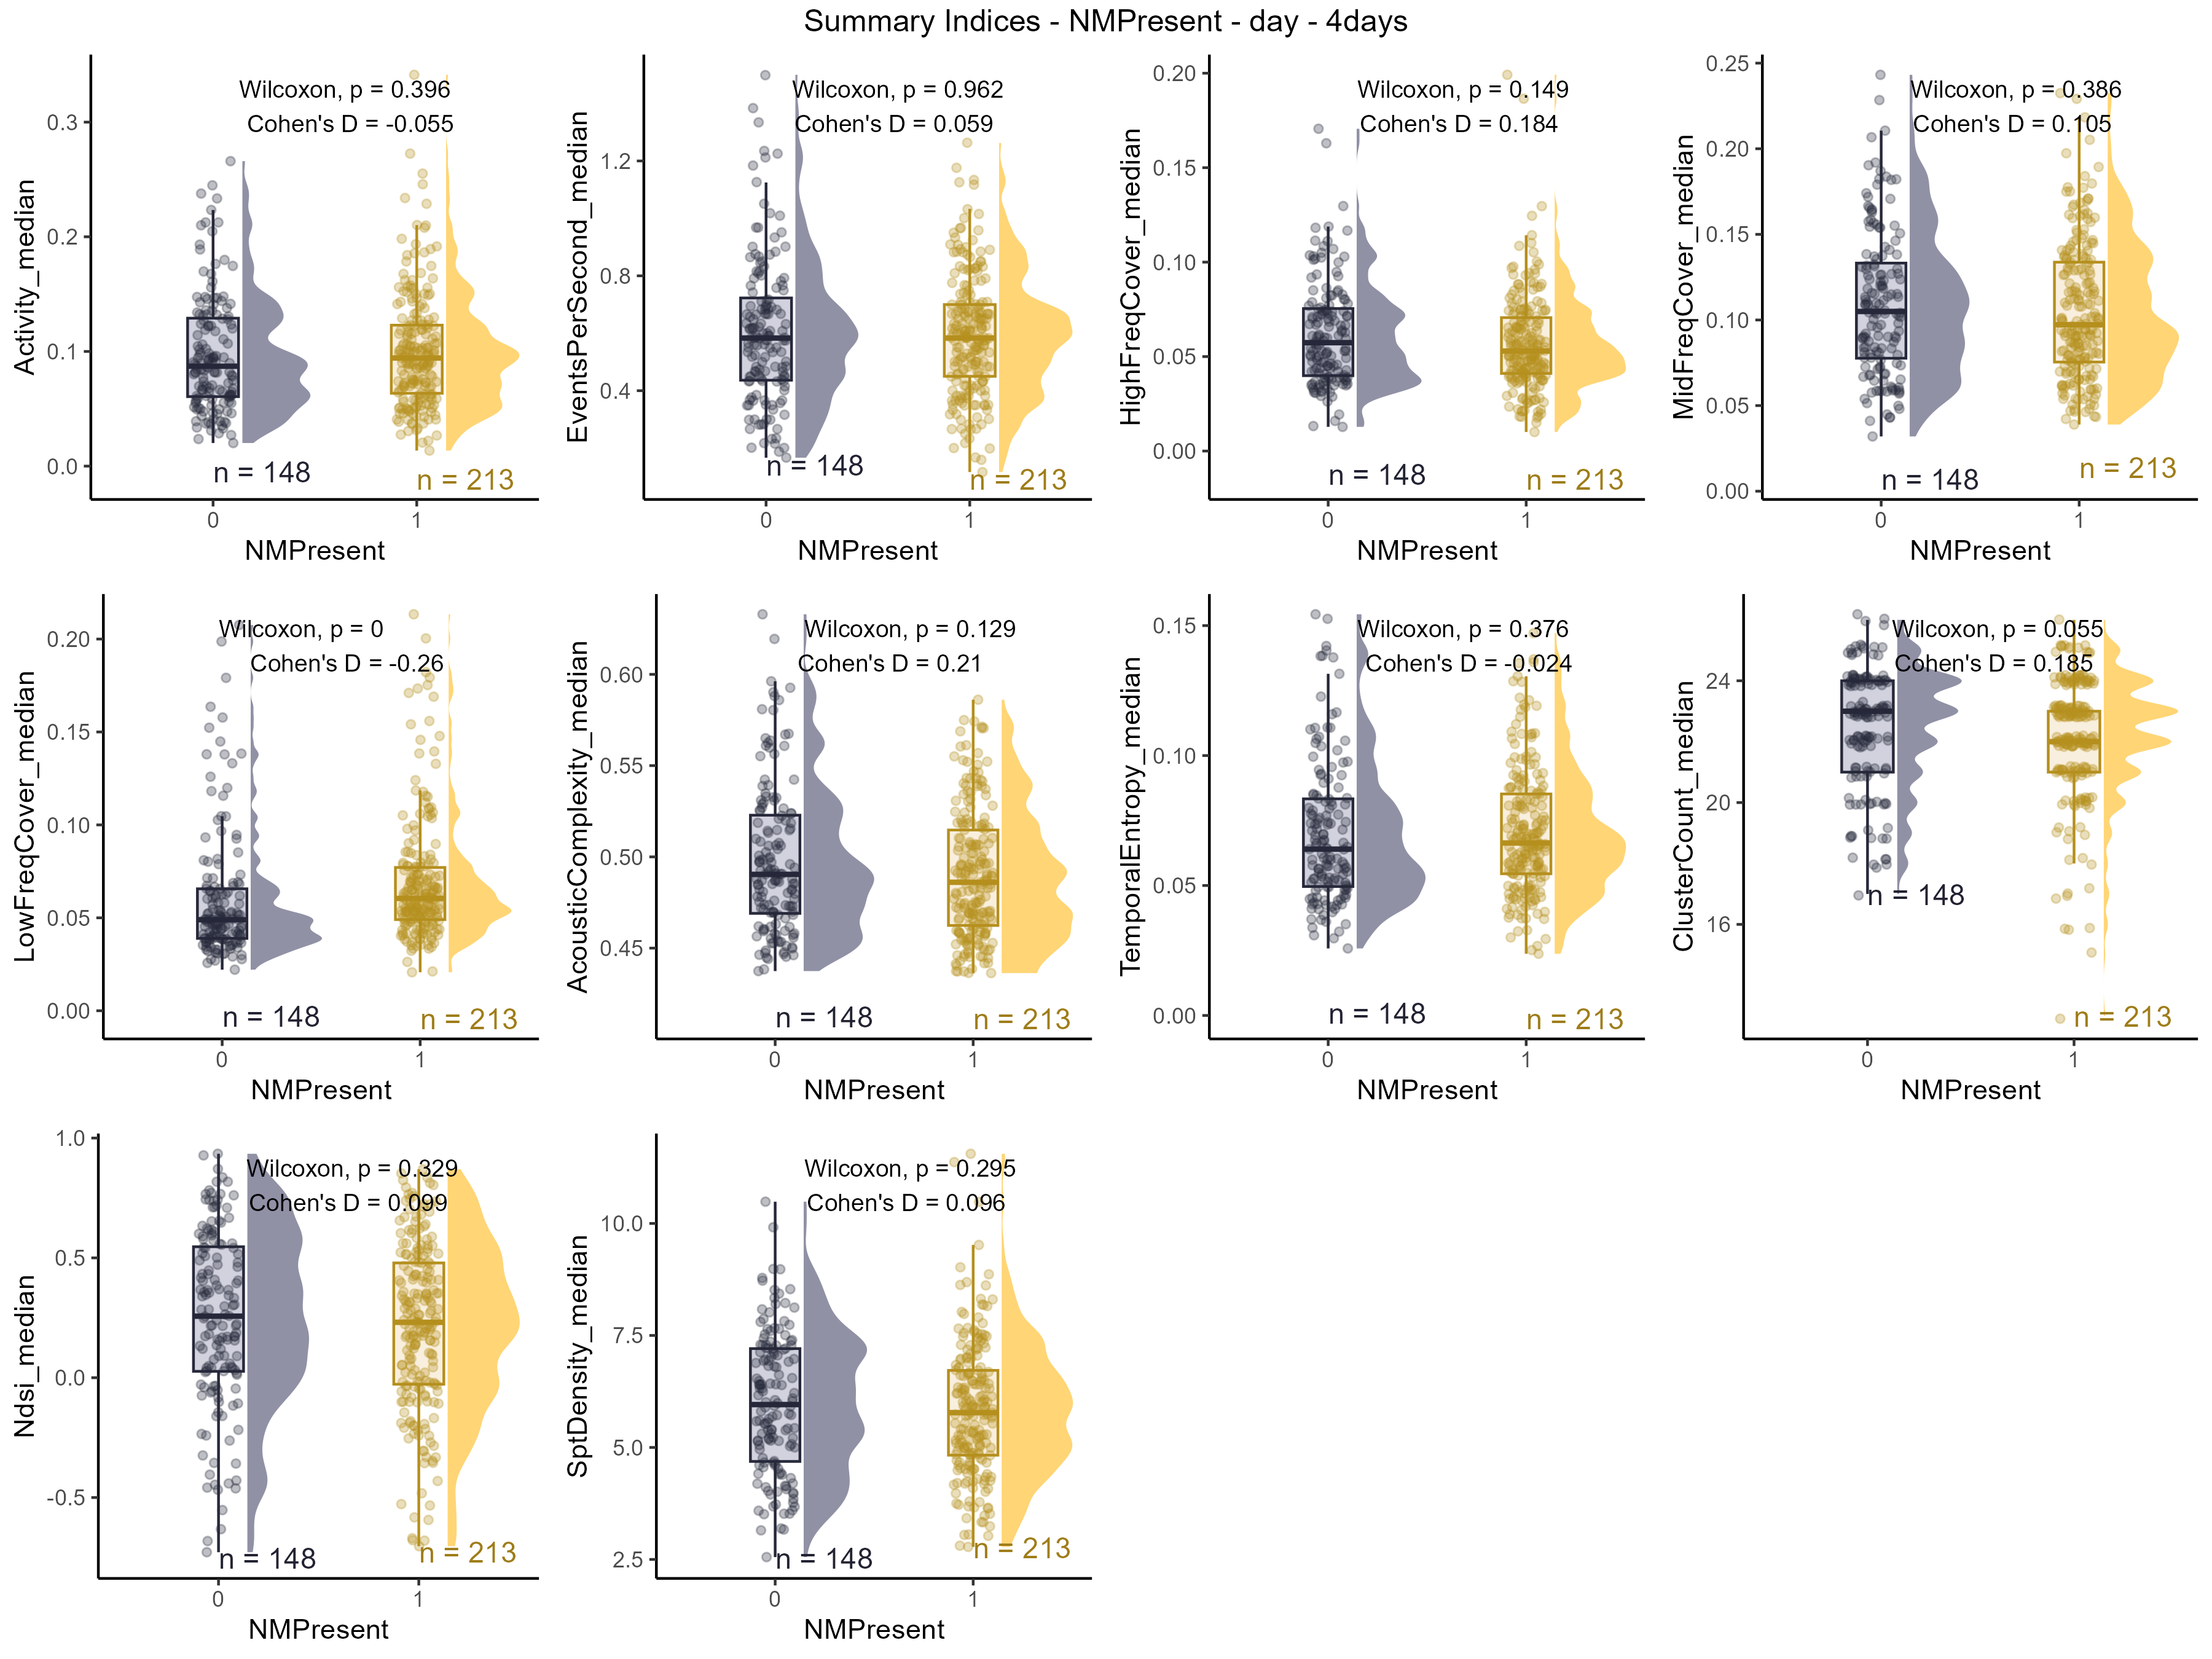 Summary Indices - NMPresent - day - 4days
Activity_median
Wilcoxon, p = 0.396
Cohen's D = -0.055
0.3
0.2
0.1
0.0
n = 148
n = 213
0
1
NMPresent
EventsPerSecond_median
Wilcoxon, p = 0.962
Cohen's D = 0.059
1.2
0.8
0.4
n = 148
n = 213
0
1
NMPresent
HighFreqCover_median
Wilcoxon, p = 0.149
Cohen's D = 0.184
0.20
0.15
0.10
0.05
0.00
n = 148
n = 213
0
1
NMPresent
MidFreqCover_median
Wilcoxon, p = 0.386
Cohen's D = 0.105
0.25
0.20
0.15
0.10
0.05
0.00
n = 148
n = 213
0
1
NMPresent
LowFreqCover_median
Wilcoxon, p = 0
Cohen's D = -0.26
0.20
0.15
0.10
0.05
0.00
n = 148
n = 213
0
1
NMPresent
AcousticComplexity_median
Wilcoxon, p = 0.129
Cohen's D = 0.21
0.60
0.55
0.50
0.45
n = 148
n = 213
0
1
NMPresent
TemporalEntropy_median
Wilcoxon, p = 0.376
Cohen's D = -0.024
0.15
0.10
0.05
0.00
n = 148
n = 213
0
1
NMPresent
ClusterCount_median
Wilcoxon, p = 0.055
Cohen's D = 0.185
24
20
16
n = 148
n = 213
0
1
NMPresent
Ndsi_median
Wilcoxon, p = 0.329
Cohen's D = 0.099
1.0
0.5
0.0
-0.5
n = 148
n = 213
0
1
NMPresent
SptDensity_median
Wilcoxon, p = 0.295
Cohen's D = 0.096
10.0
7.5
5.0
2.5
n = 148
n = 213
0
1
NMPresent